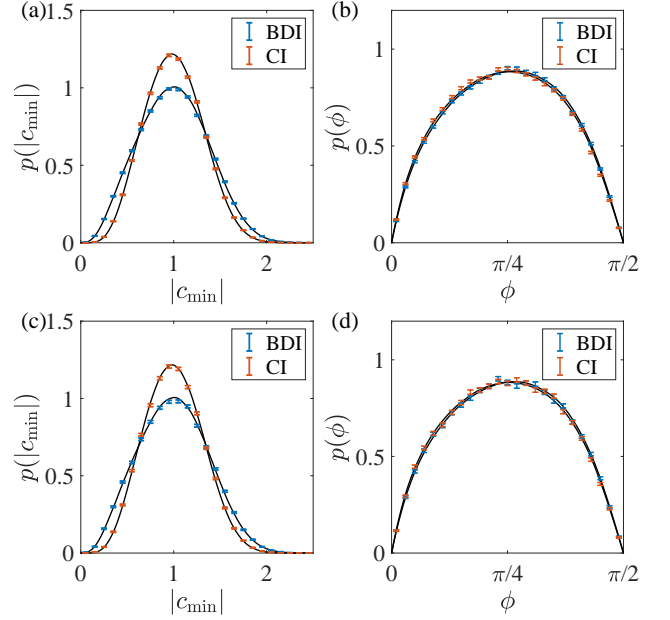 (a)
1.5
1
0.5
0
p(|c_min|)
BDI
CI
0
1
2
|c_min|
(b)
1
0.5
0
p(ϕ)
BDI
CI
0
π/4
π/2
ϕ
(c)
1.5
1
0.5
0
p(|c_min|)
BDI
CI
0
1
2
|c_min|
(d)
1
0.5
0
p(ϕ)
BDI
CI
0
π/4
π/2
ϕ